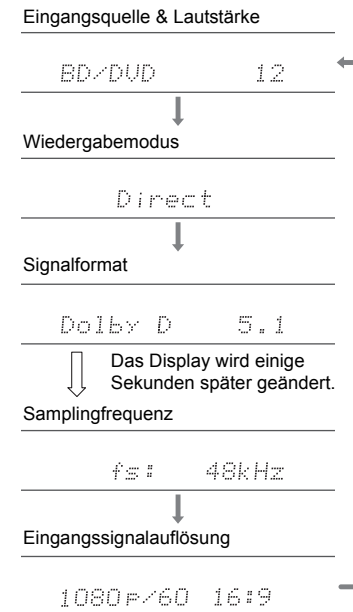 Eingangsquelle & Lautstärke
BD/DVD 12
Wiedergabemodus
Direct
Signalformat
Dolby D 5.1
Das Display wird einige
Sekunden später geändert.
Samplingfrequenz
fs: 48kHz
Eingangssignalauflösung
1080p/60 16:9